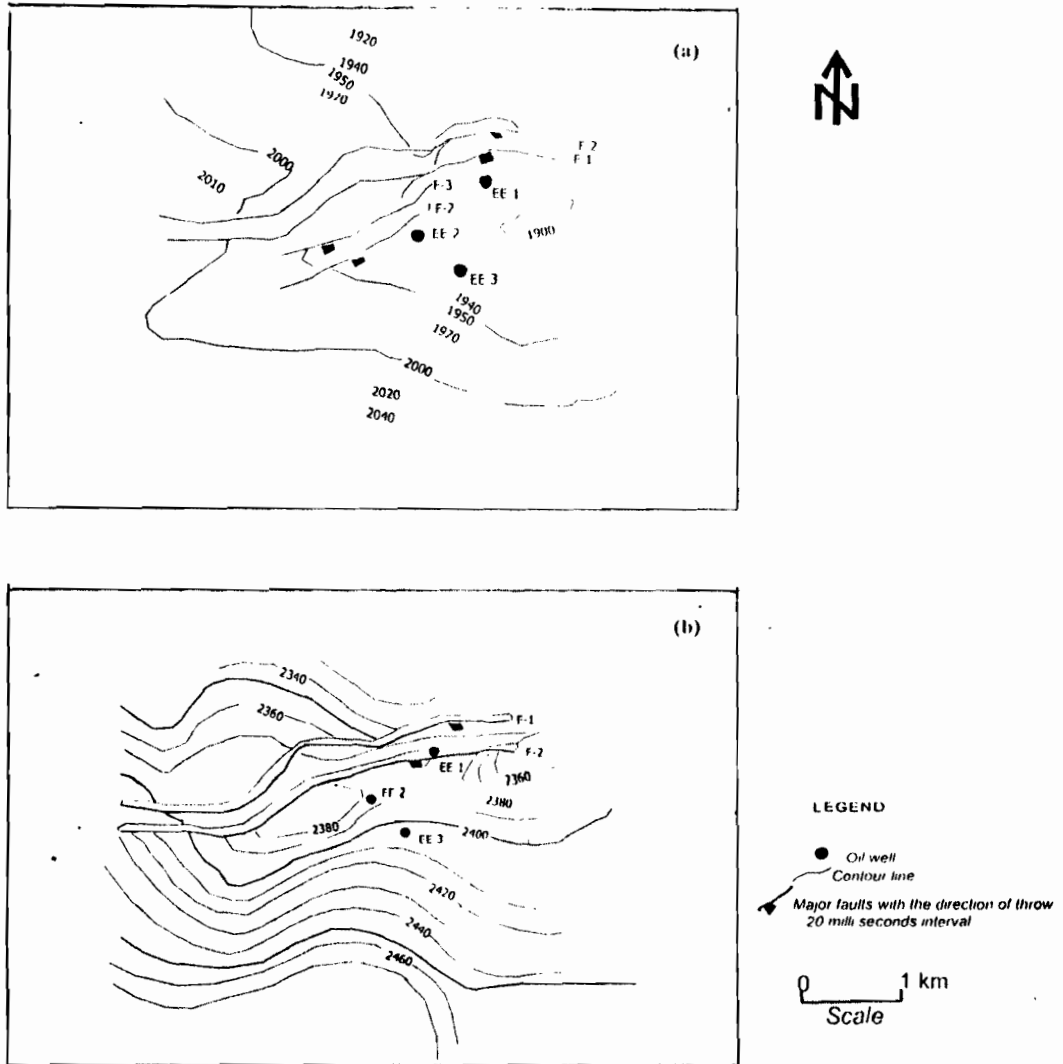 (a)
N
1920
1940
1950
1970
2000
2010
F 2
F 1
F-3
F-2
EE 1
EE 2
1900
EE 3
1940
1950
1970
2000
2020
2040
(b)
2340
2360
F-1
F-2
EE 1
2360
EE 2
2380
2380
EE 3
2400
2420
2440
2460
LEGEND
Oil well
Contour line
Major faults with the direction of throw
20 milli seconds interval
0 1 km
Scale